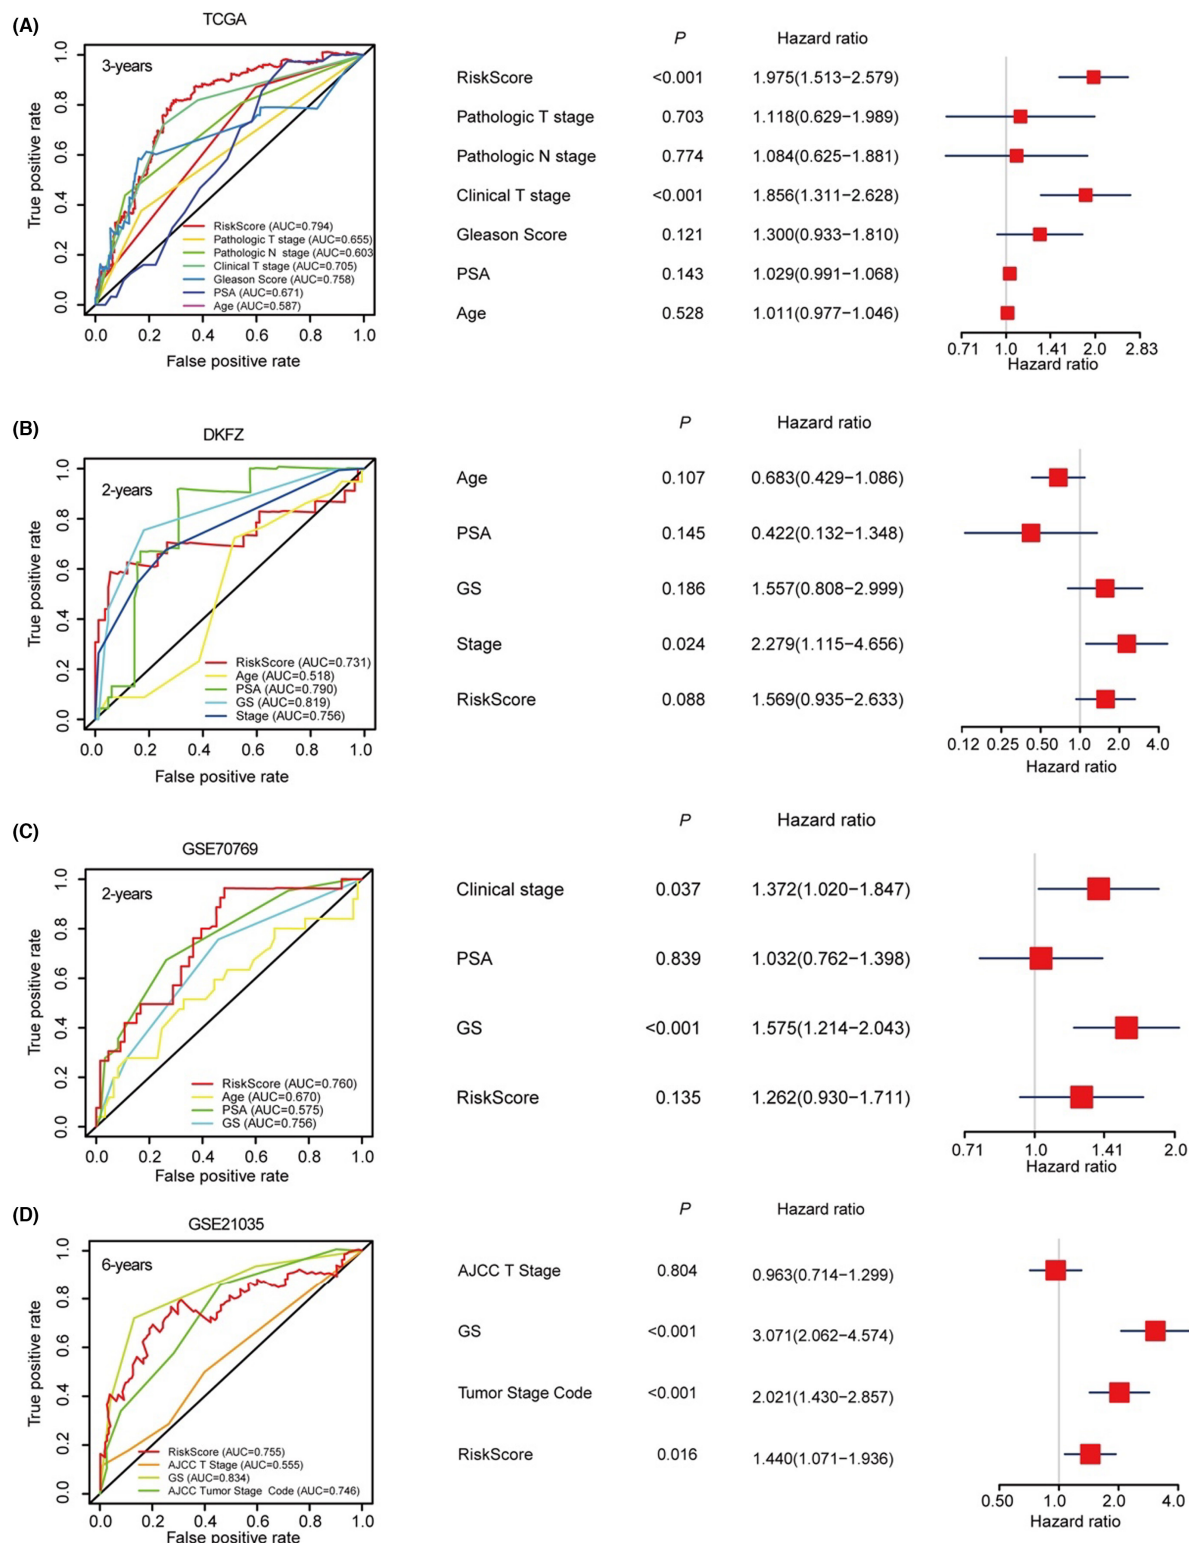 (A)
TCGA
3-years
1.0
0.8
0.6
0.4
0.2
0.0
True positive rate
RiskScore (AUC=0.794)
Pathologic T stage (AUC=0.655)
Pathologic N stage (AUC=0.603
Clinical T stage (AUC=0.705)
Gleason Score (AUC=0.758)
PSA (AUC=0.671)
Age (AUC=0.587)
0.0 0.2 0.4 0.6 0.8 1.0
False positive rate
P Hazard ratio
RiskScore <0.001 1.975(1.513−2.579)
Pathologic T stage 0.703 1.118(0.629−1.989)
Pathologic N stage 0.774 1.084(0.625−1.881)
Clinical T stage <0.001 1.856(1.311−2.628)
Gleason Score 0.121 1.300(0.933−1.810)
PSA 0.143 1.029(0.991−1.068)
Age 0.528 1.011(0.977−1.046)
0.71 1.0 1.41 2.0 2.83
Hazard ratio
(B)
DKFZ
2-years
1.0
0.8
0.6
0.4
0.2
0.0
True positive rate
RiskScore (AUC=0.731)
Age (AUC=0.518)
PSA (AUC=0.790)
GS (AUC=0.819)
Stage (AUC=0.756)
0.0 0.2 0.4 0.6 0.8 1.0
False positive rate
P Hazard ratio
Age 0.107 0.683(0.429−1.086)
PSA 0.145 0.422(0.132−1.348)
GS 0.186 1.557(0.808−2.999)
Stage 0.024 2.279(1.115−4.656)
RiskScore 0.088 1.569(0.935−2.633)
0.12 0.25 0.50 1.0 2.0 4.0
Hazard ratio
(C)
GSE70769
2-years
1.0
0.8
0.6
0.4
0.2
0.0
True positive rate
RiskScore (AUC=0.760)
Age (AUC=0.670)
PSA (AUC=0.575)
GS (AUC=0.756)
0.0 0.2 0.4 0.6 0.8 1.0
False positive rate
P Hazard ratio
Clinical stage 0.037 1.372(1.020−1.847)
PSA 0.839 1.032(0.762−1.398)
GS <0.001 1.575(1.214−2.043)
RiskScore 0.135 1.262(0.930−1.711)
0.71 1.0 1.41 2.0
Hazard ratio
(D)
GSE21035
6-years
1.0
0.8
0.6
0.4
0.2
0.0
True positive rate
RiskScore (AUC=0.755)
AJCC T Stage (AUC=0.555)
GS (AUC=0.834)
AJCC Tumor Stage Code (AUC=0.746)
0.0 0.2 0.4 0.6 0.8 1.0
False positive rate
P Hazard ratio
AJCC T Stage 0.804 0.963(0.714−1.299)
GS <0.001 3.071(2.062−4.574)
Tumor Stage Code <0.001 2.021(1.430−2.857)
RiskScore 0.016 1.440(1.071−1.936)
0.50 1.0 2.0 4.0
Hazard ratio